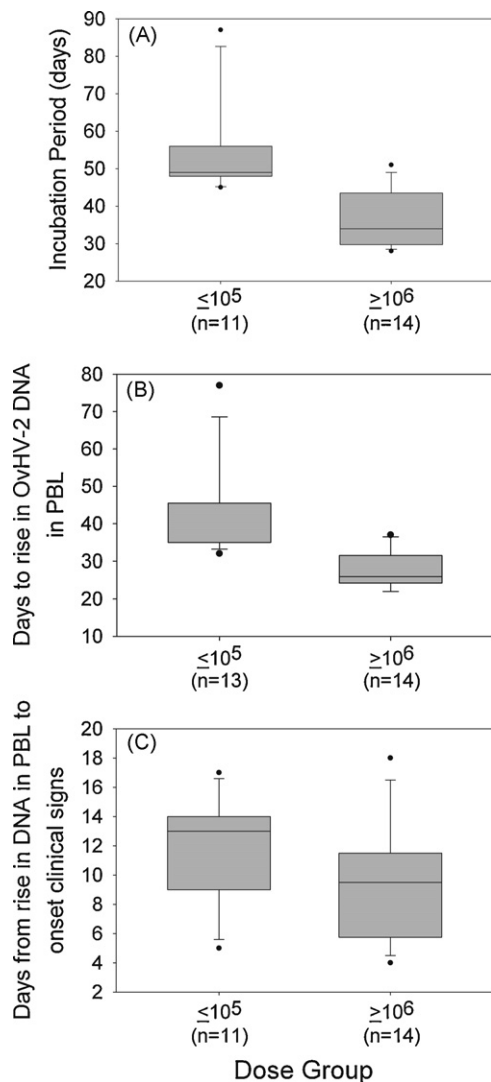 (A)
Incubation Period (days)
90
80
70
60
50
40
30
20
≤10⁵
(n=11)
≥10⁶
(n=14)
(B)
Days to rise in OvHV-2 DNA
in PBL
80
70
50
40
30
20
10
≤10⁵
(n=13)
≥10⁶
(n=14)
(C)
Days from rise in DNA in PBL to
onset clinical signs
20
18
16
14
12
10
8
6
4
2
≤10⁵
(n=11)
≥10⁶
(n=14)
Dose Group